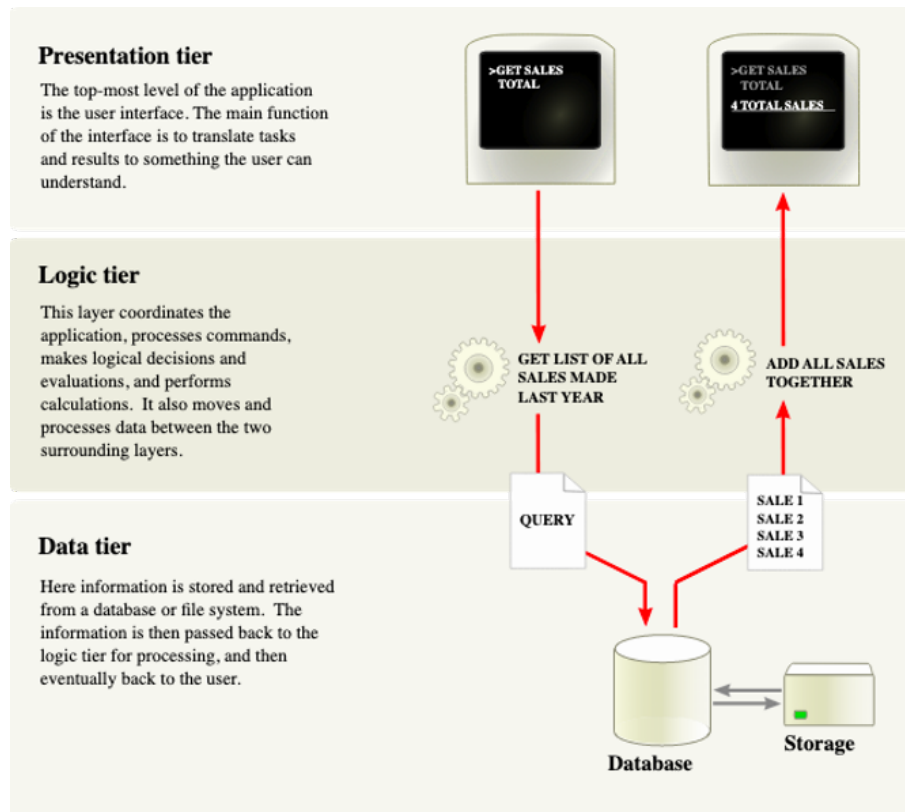 Presentation tier
The top-most level of the application
is the user interface. The main function
of the interface is to translate tasks
and results to something the user can
understand.
>GET SALES
TOTAL
>GET SALES
TOTAL
4 TOTAL SALES
Logic tier
This layer coordinates the
application, processes commands,
makes logical decisions and
evaluations, and performs
calculations. It also moves and
processes data between the two
surrounding layers.
GET LIST OF ALL
SALES MADE
LAST YEAR
ADD ALL SALES
TOGETHER
QUERY
SALE 1
SALE 2
SALE 3
SALE 4
Data tier
Here information is stored and retrieved
from a database or file system. The
information is then passed back to the
logic tier for processing, and then
eventually back to the user.
Database
Storage